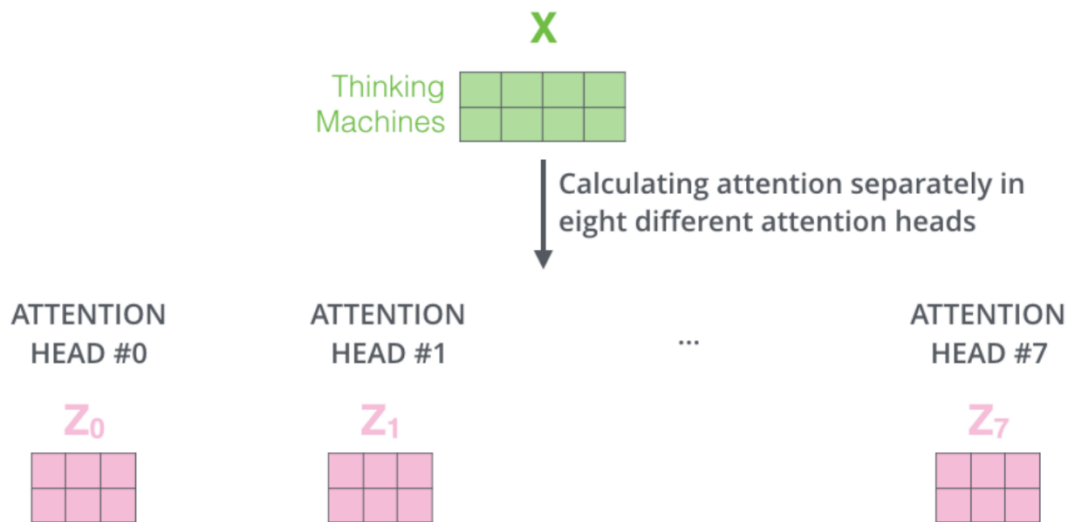 X
Thinking
Machines
Calculating attention separately in
eight different attention heads
ATTENTION
HEAD #0
ATTENTION
HEAD #1
...
ATTENTION
HEAD #7
Z0
Z1
Z7